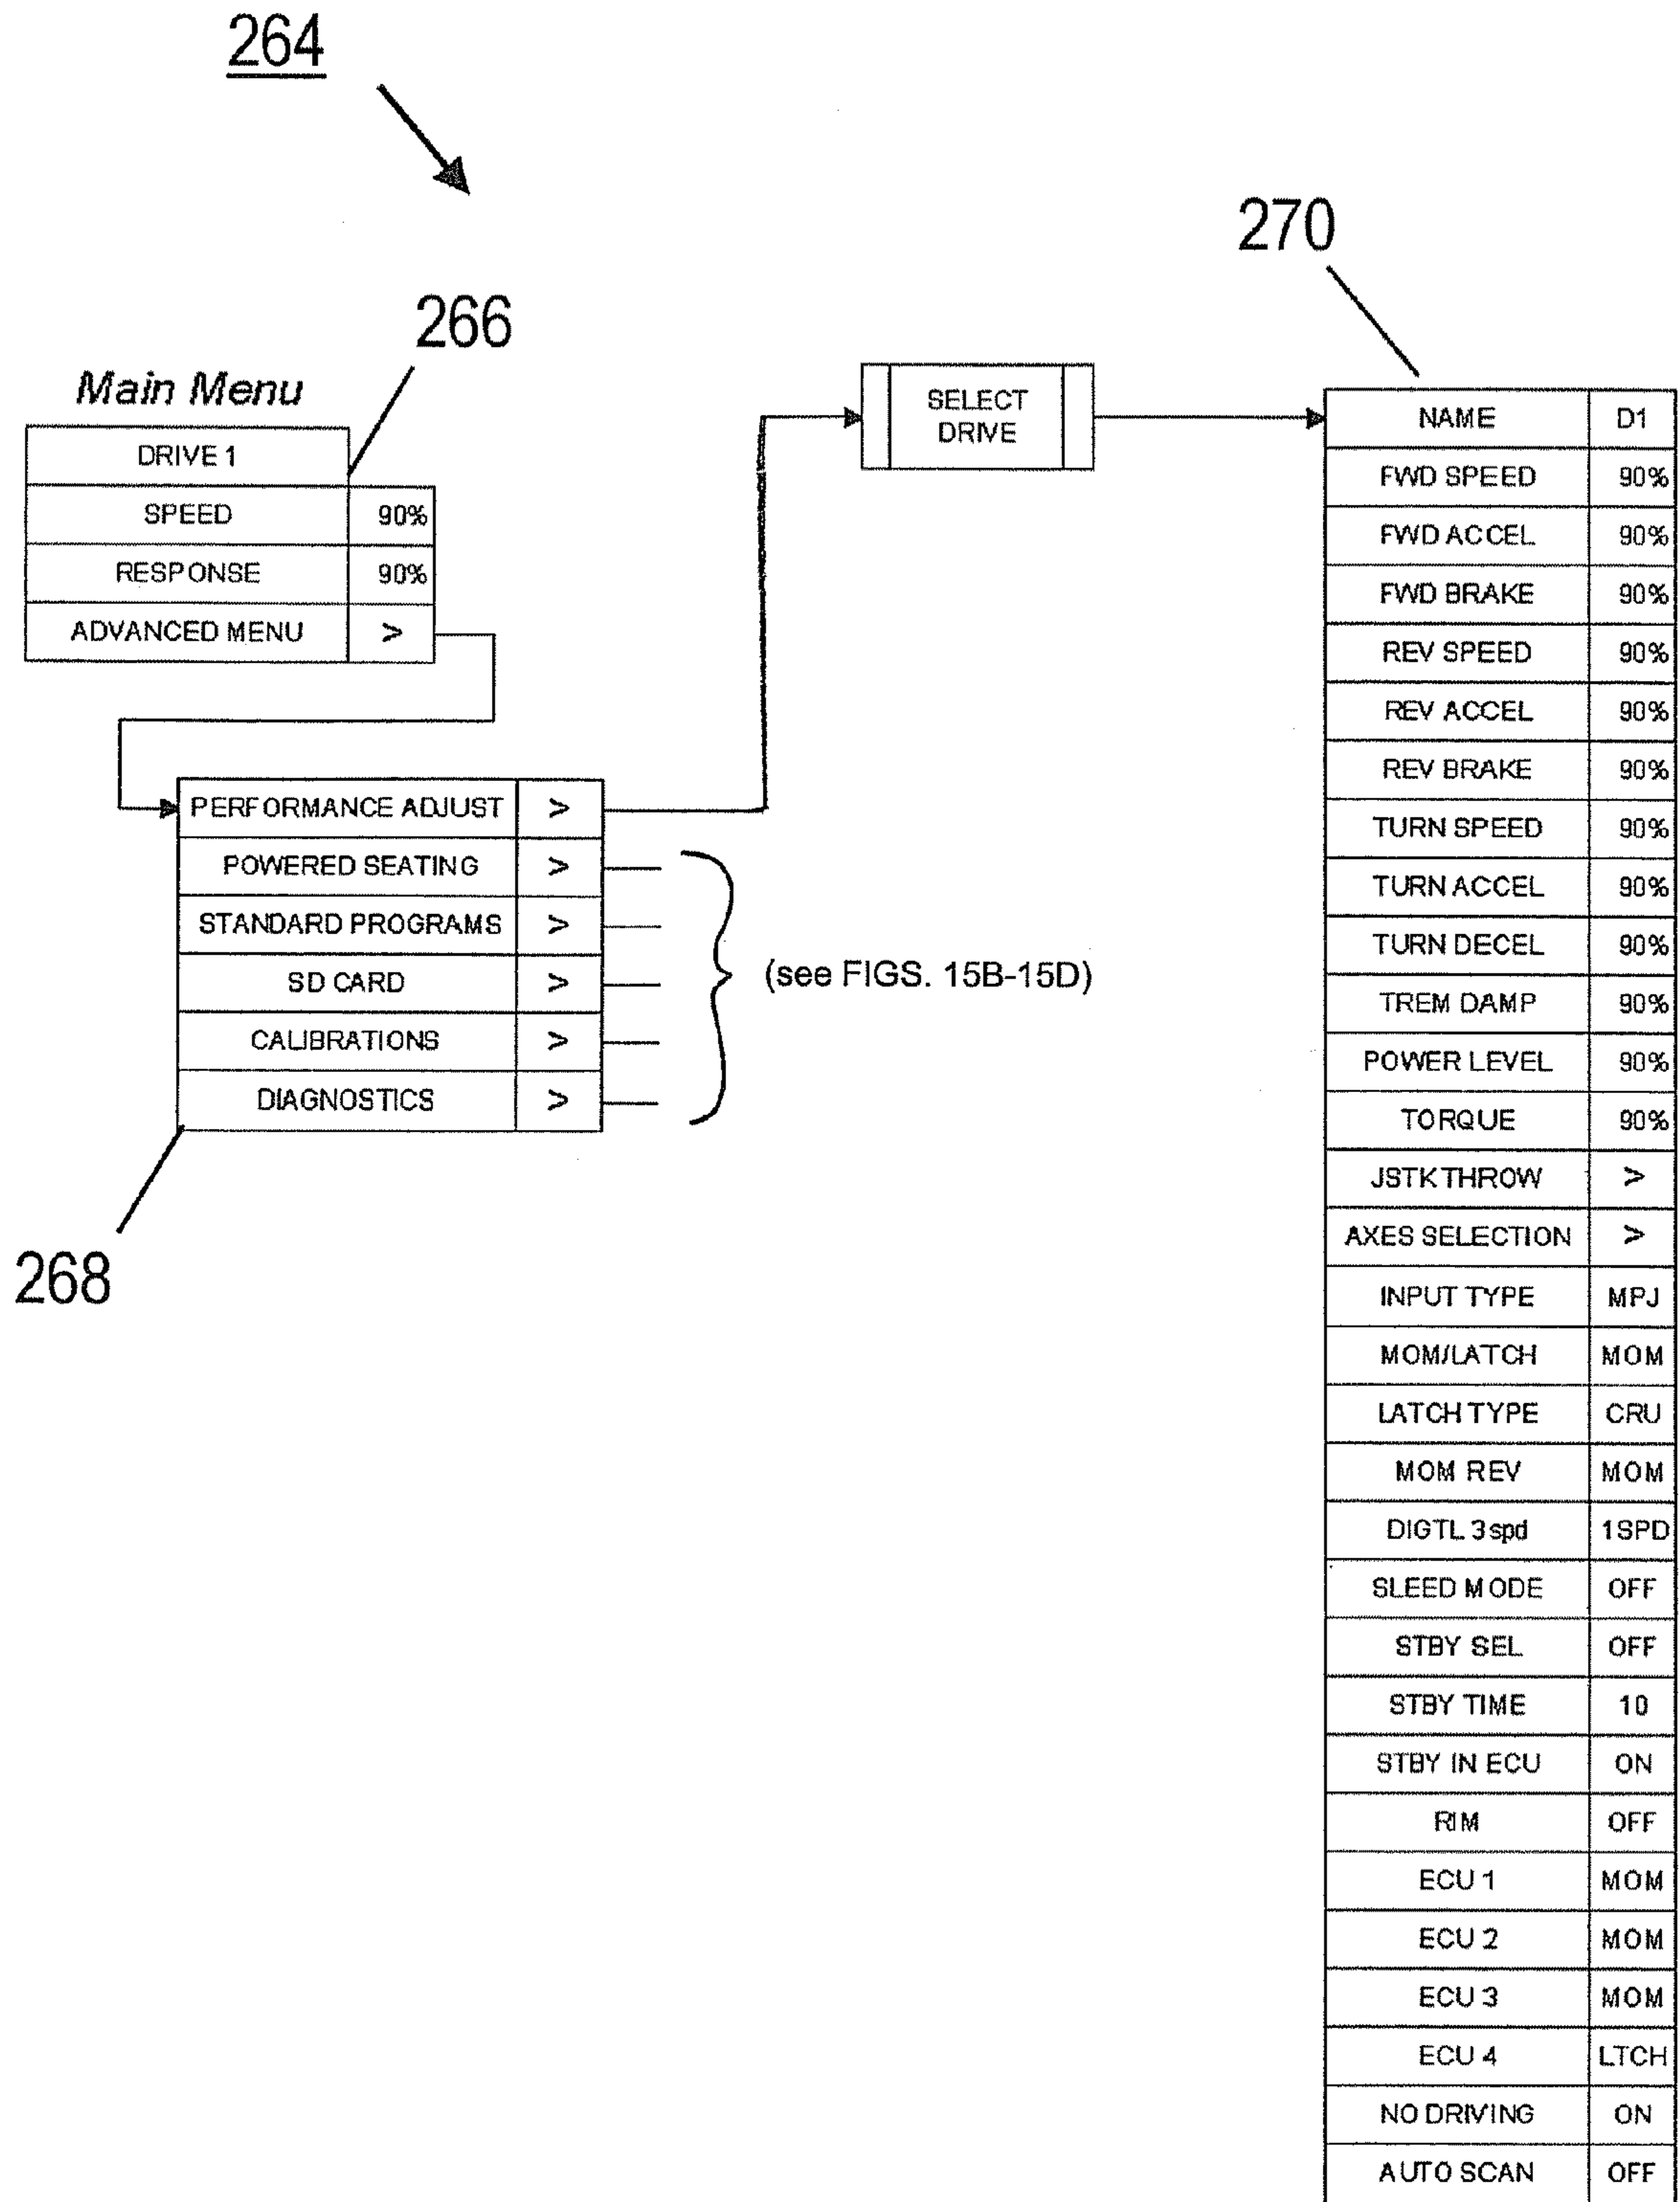 264
270
266
Main Menu
DRIVE 1
SPEED 90%
RESPONSE 90%
ADVANCED MENU >
SELECT
DRIVE
PERFORMANCE ADJUST >
POWERED SEATING >
STANDARD PROGRAMS >
SD CARD >
CALIBRATIONS >
DIAGNOSTICS >
(see FIGS. 15B-15D)
268
NAME D1
FWD SPEED 90%
FWD ACCEL 90%
FWD BRAKE 90%
REV SPEED 90%
REV ACCEL 90%
REV BRAKE 90%
TURN SPEED 90%
TURN ACCEL 90%
TURN DECEL 90%
TREM DAMP 90%
POWER LEVEL 90%
TORQUE 90%
JSTK THROW >
AXES SELECTION >
INPUT TYPE MPJ
MOM/LATCH MOM
LATCH TYPE CRU
MOM REV MOM
DIGTL 3spd 1SPD
SLEED MODE OFF
STBY SEL OFF
STBY TIME 10
STBY IN ECU ON
RIM OFF
ECU 1 MOM
ECU 2 MOM
ECU 3 MOM
ECU 4 LTCH
NO DRIVING ON
AUTO SCAN OFF